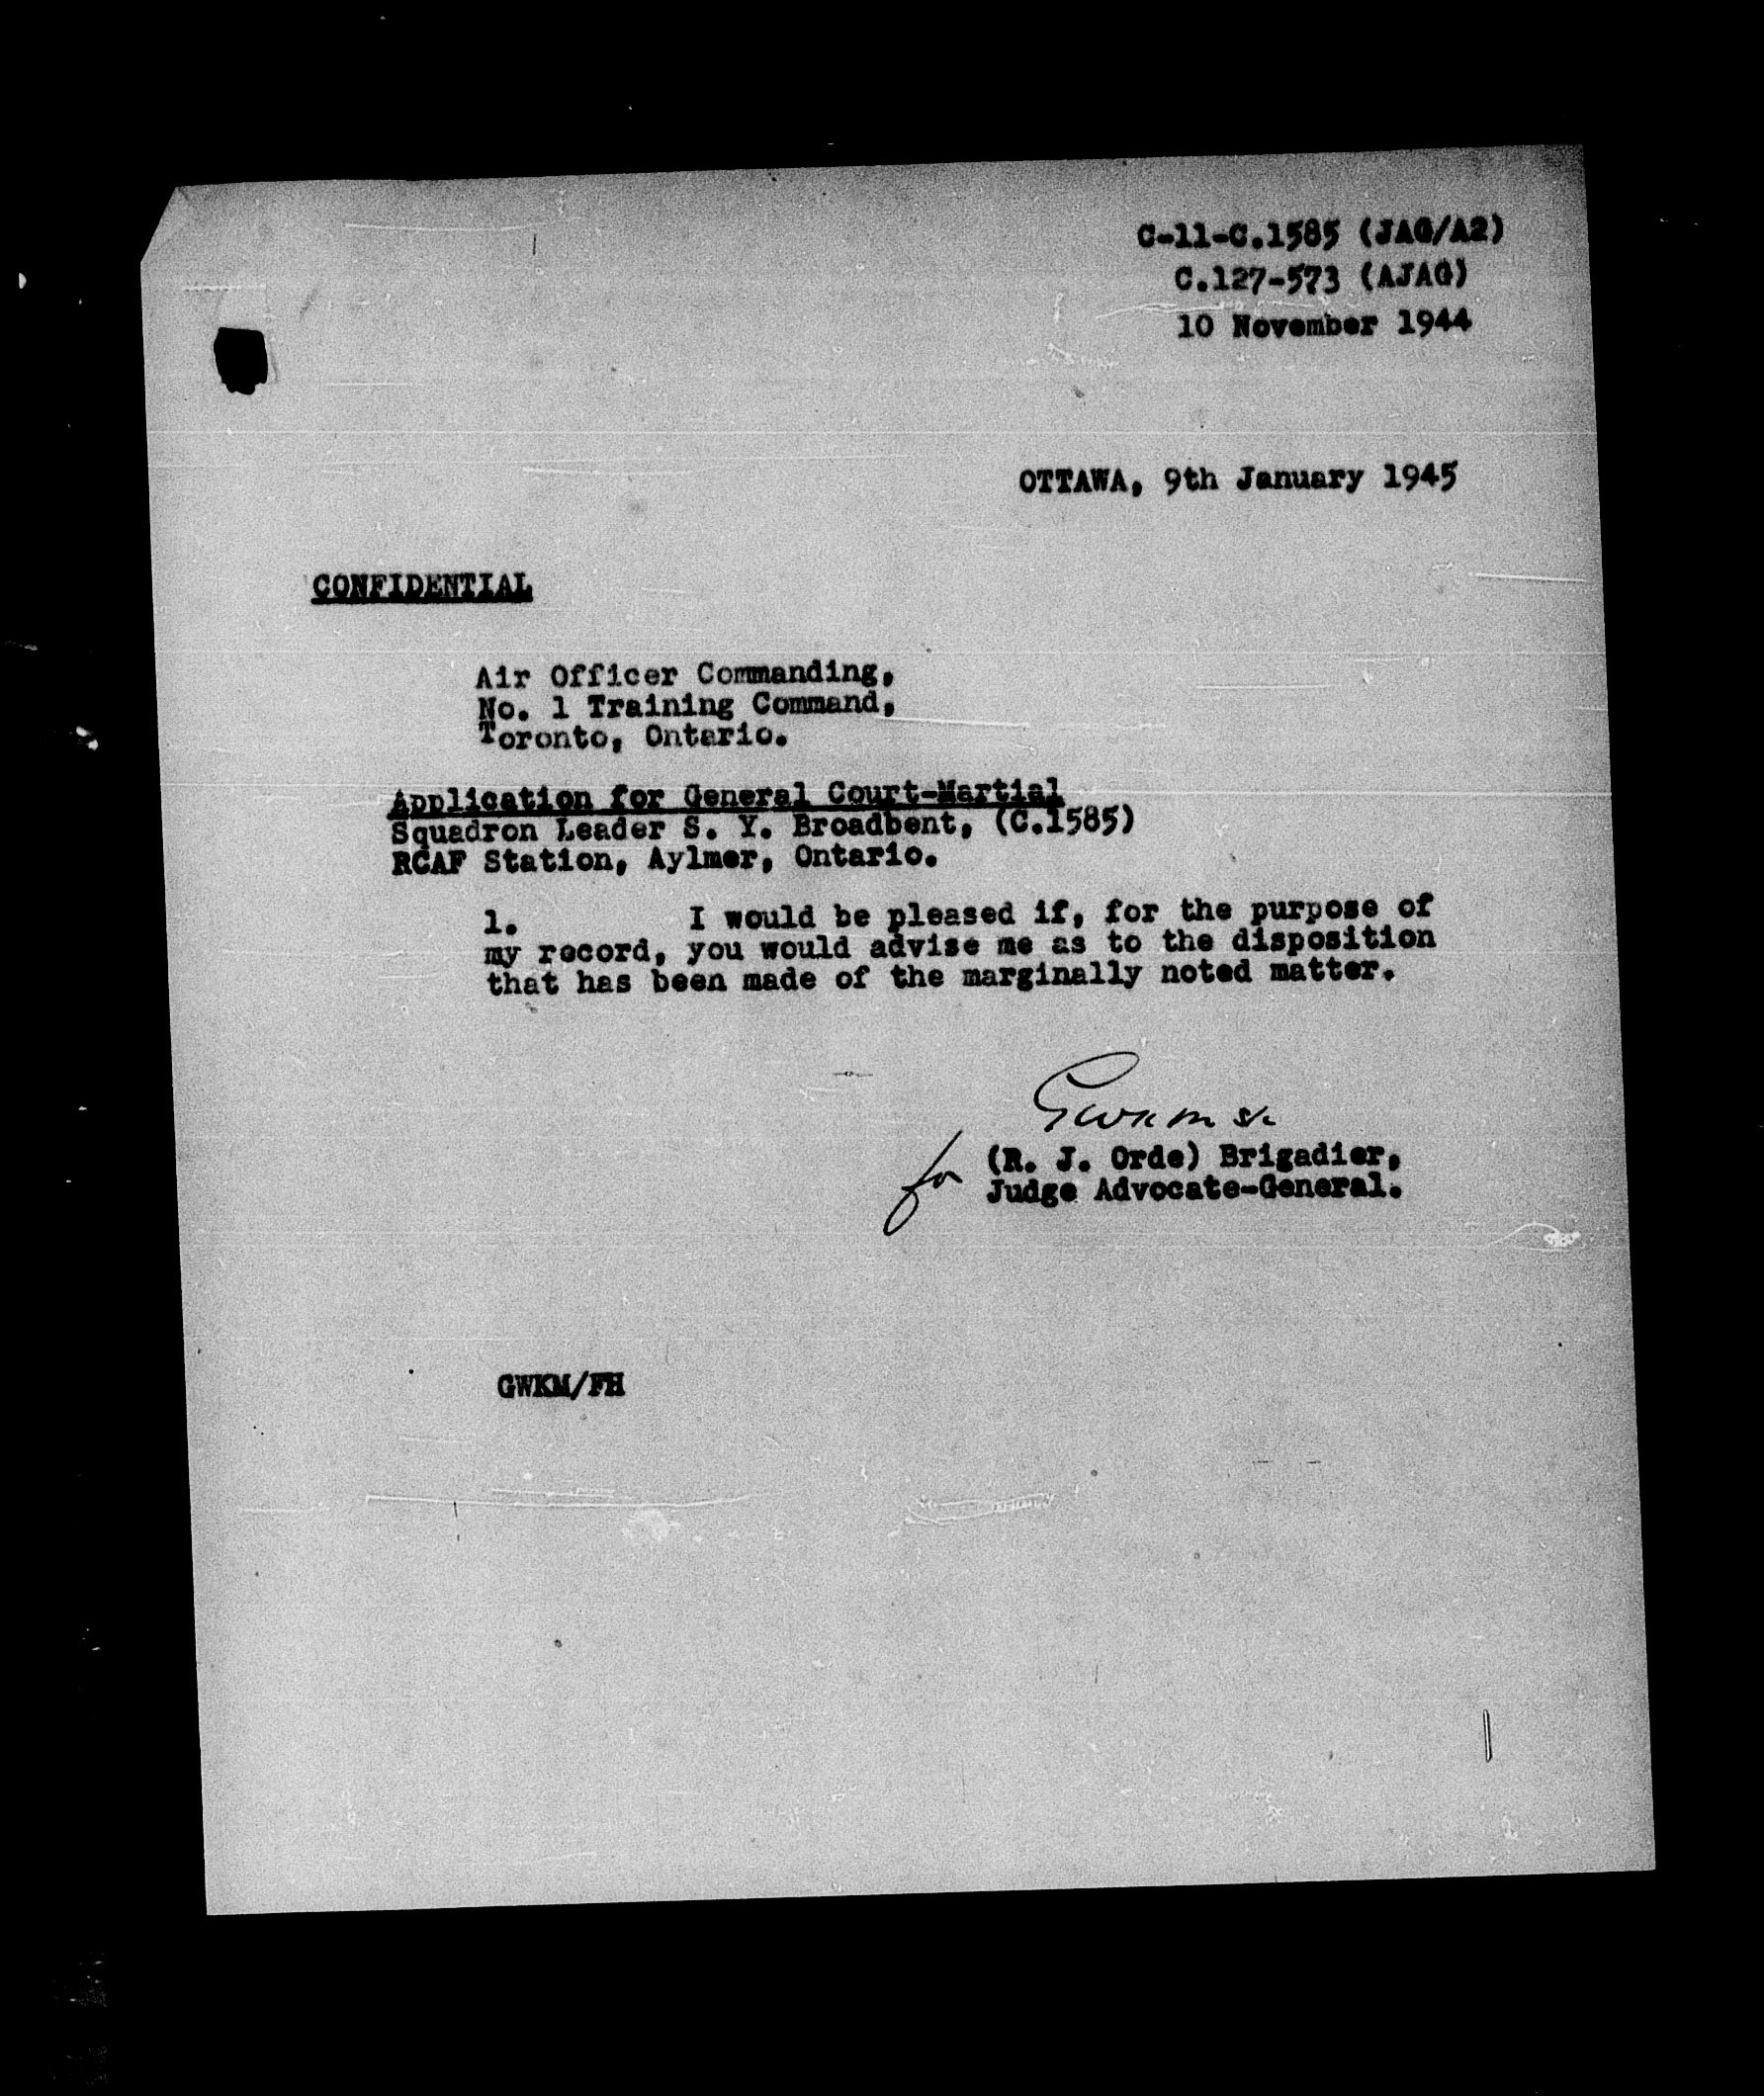 C-11-C.1585 (JAG/A2)
C.127-573 (AJAG)
10 November 1944
OTTAWA, 9th January 1945
CONFIDENTIAL
Air Officer Commanding,
No. 1 Training Command,
Toronto, Ontario.
Application for General Court-Martial
Squadron Leader S. Y. Broadbent, (C.1585)
RCAF Station, Aylmer, Ontario.
1. I would be pleased if, for the purpose of
my record, you would advise me as to the disposition
that has been made of the marginally noted matter.
for (R. J. Orde) Brigadier,
Judge Advocate-General.
GWKM/FH